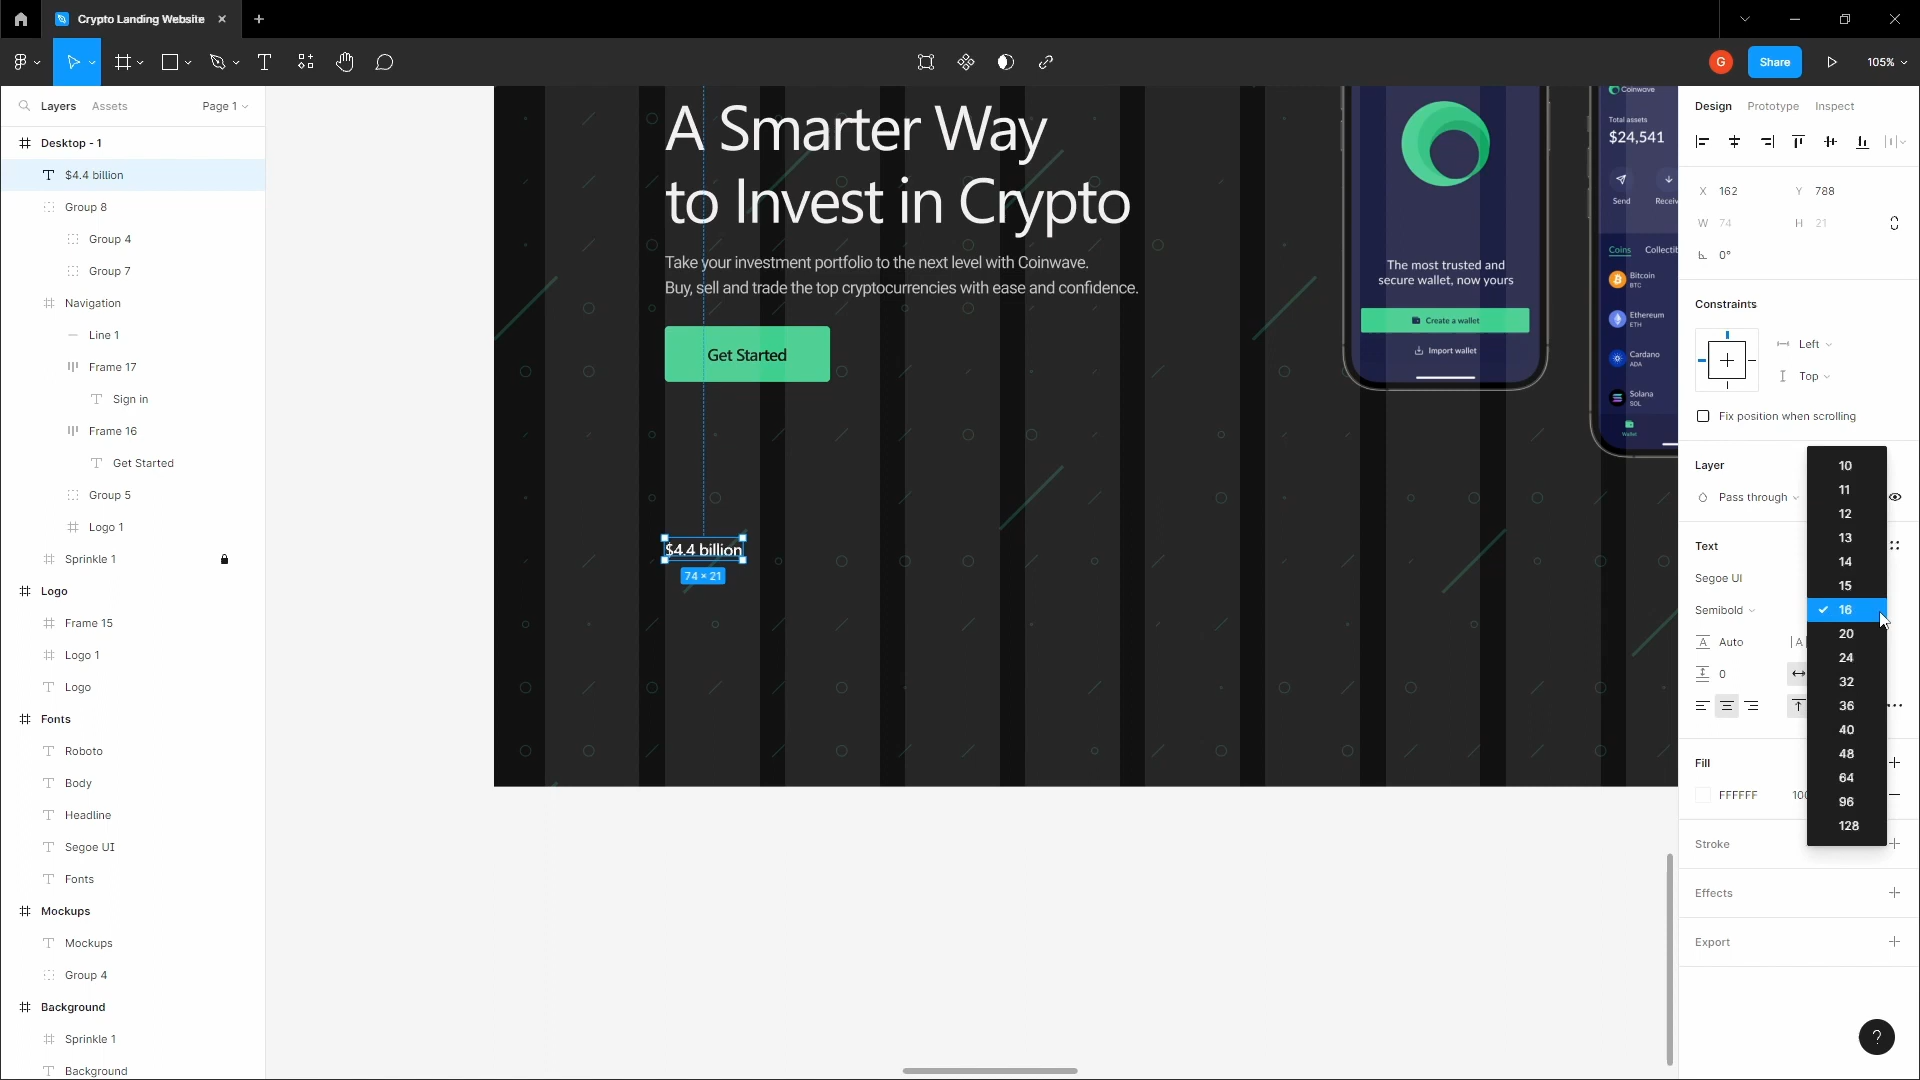 Crypto Landing Website
Share
105%
G
Layers
Assets
Page 1
Desktop - 1
$4.4 billion
Group 8
Group 4
Group 7
Navigation
Line 1
Frame 17
Sign in
Frame 16
Get Started
Group 5
Logo 1
Sprinkle 1
Logo
Frame 15
Logo 1
Logo
Fonts
Roboto
Body
Headline
Segoe UI
Fonts
Mockups
Mockups
Group 4
Background
Sprinkle 1
Background
A Smarter Way
to Invest in Crypto
Take your investment portfolio to the next level with Coinwave.
Buy, sell and trade the top cryptocurrencies with ease and confidence.
Get Started
$4.4 billion
74 × 21
The most trusted and
secure wallet, now yours
Create a wallet
Import wallet
Coinwave
Total assets
$24,541
Send
Coins
Bitcoin
BTC
Ethereum
ETH
Cardano
ADA
Solana
SOL
Wallet
Design
Prototype
Inspect
X 162
Y 788
W 74
H 21
0°
Constraints
Left
Top
Fix position when scrolling
Layer
Pass through
Text
Segoe UI
Semibold
Auto
0
Fill
FFFFFF
Stroke
Effects
Export
10
11
12
13
14
15
16
20
24
32
36
40
48
64
96
128
?